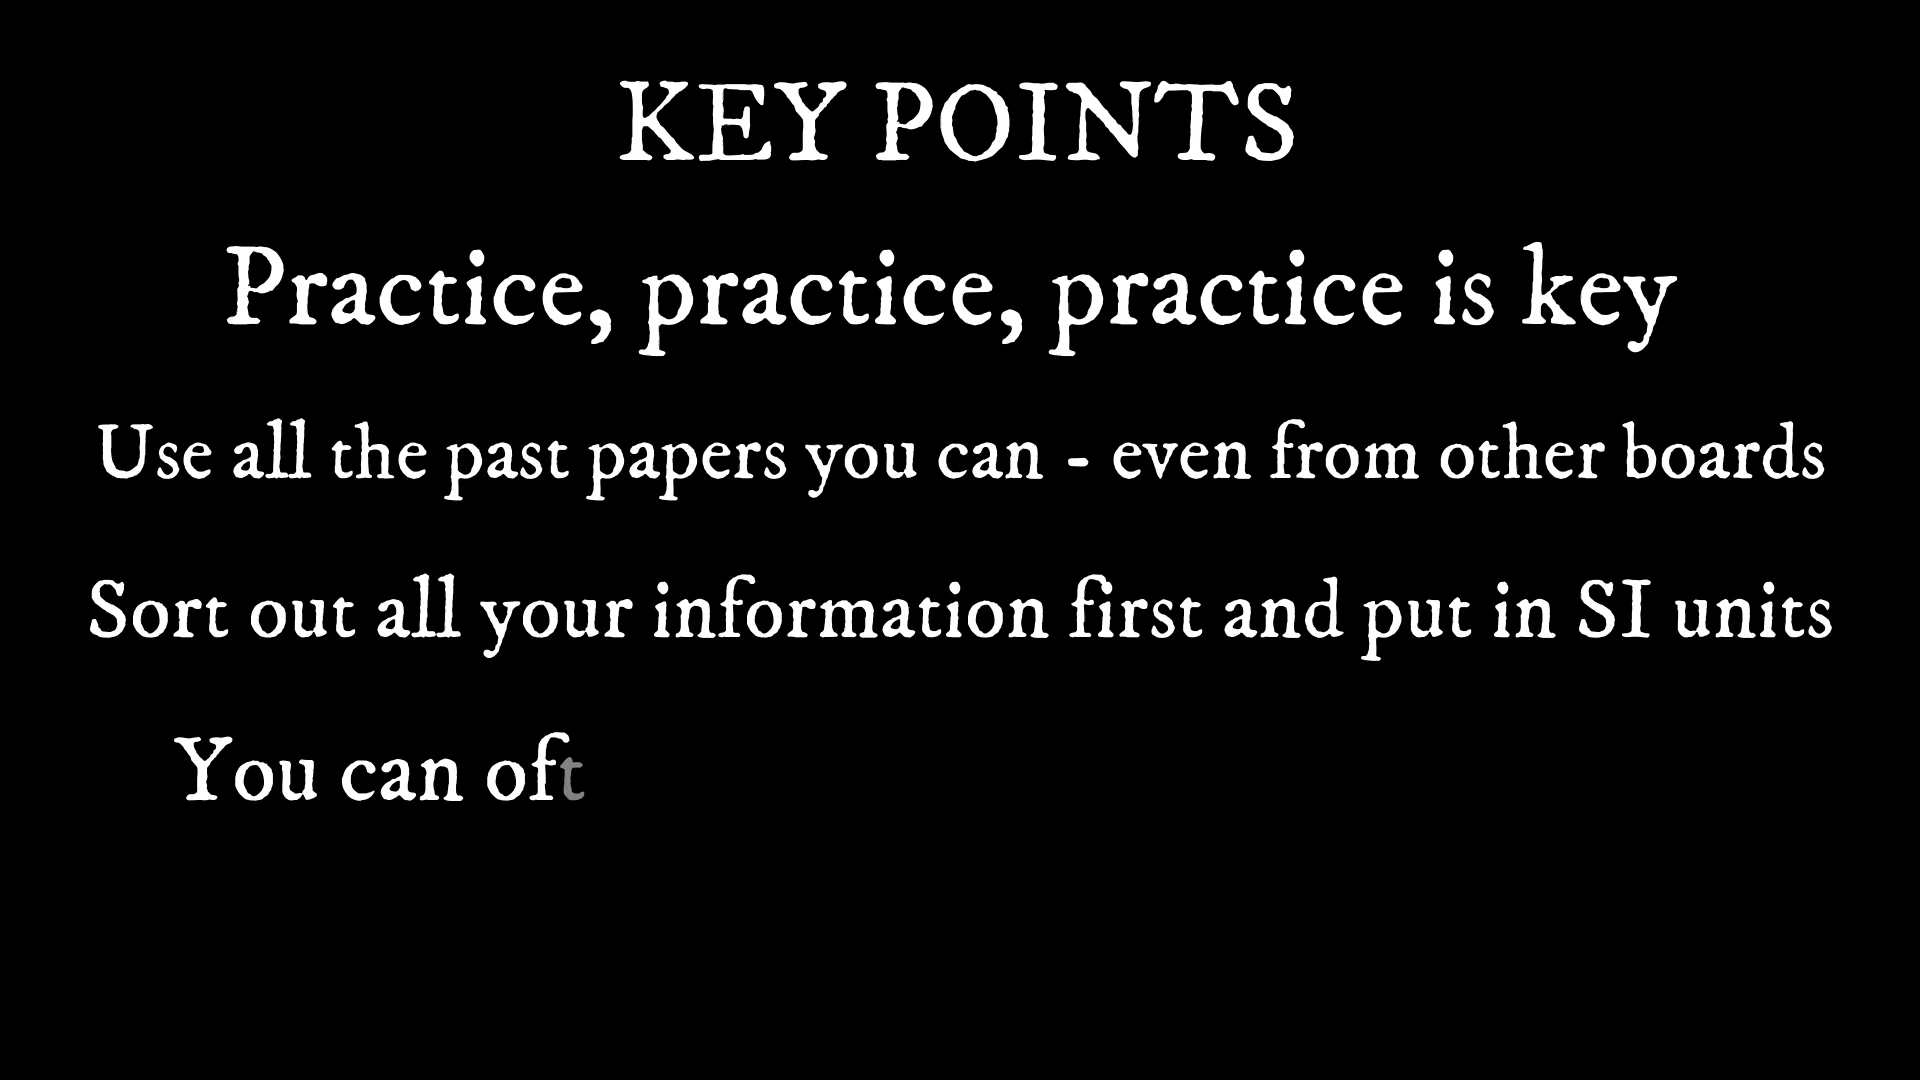 KEY POINTS
Practice, practice, practice is key
Use all the past papers you can - even from other boards
Sort out all your information first and put in SI units
You can oft